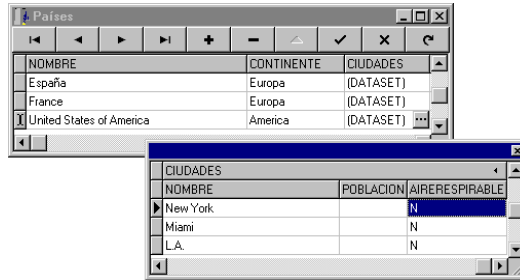 Países
NOMBRE CONTINENTE CIUDADES
España Europa (DATASET)
France Europa (DATASET)
United States of America America (DATASET) ...
CIUDADES
NOMBRE POBLACION AIRERESPIRABLE
New York N
Miami N
L.A. N